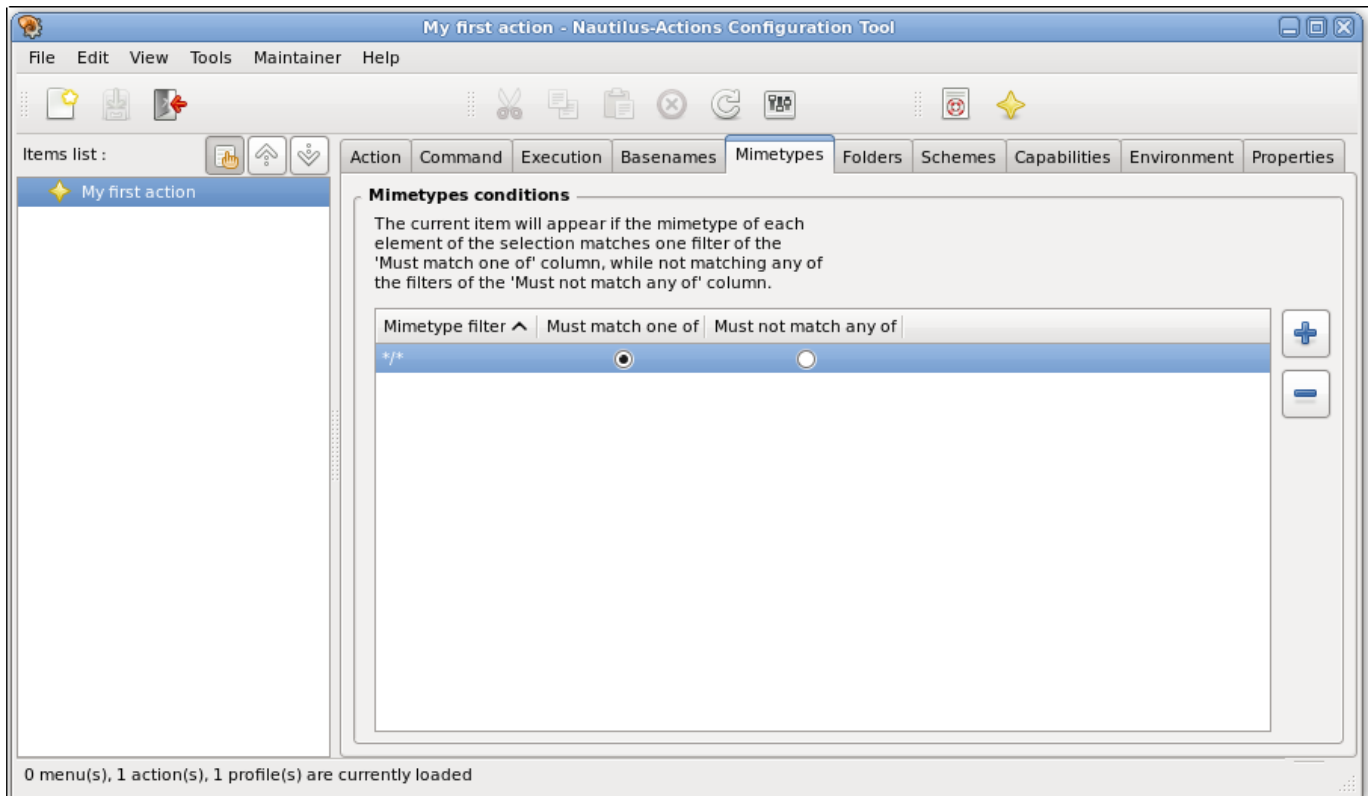 My first action - Nautilus-Actions Configuration Tool
File Edit View Tools Maintainer Help
Items list :
Action Command Execution Basenames Mimetypes Folders Schemes Capabilities Environment Properties
My first action
Mimetypes conditions
The current item will appear if the mimetype of each
element of the selection matches one filter of the
'Must match one of' column, while not matching any of
the filters of the 'Must not match any of' column.
Mimetype filter Must match one of Must not match any of
*/*
0 menu(s), 1 action(s), 1 profile(s) are currently loaded